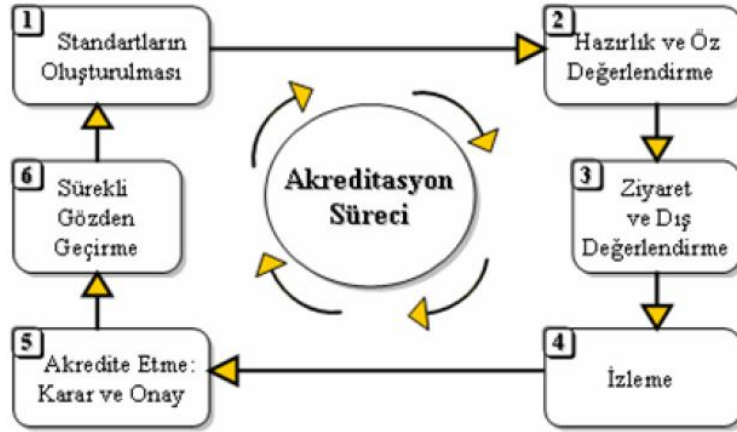 1
Standartların
Oluşturulması
2
Hazırlık ve Öz
Değerlendirme
3
Ziyaret
ve Dış
Değerlendirme
4
İzleme
5
Akredite Etme:
Karar ve Onay
6
Sürekli
Gözden
Geçirme
Akreditasyon
Süreci